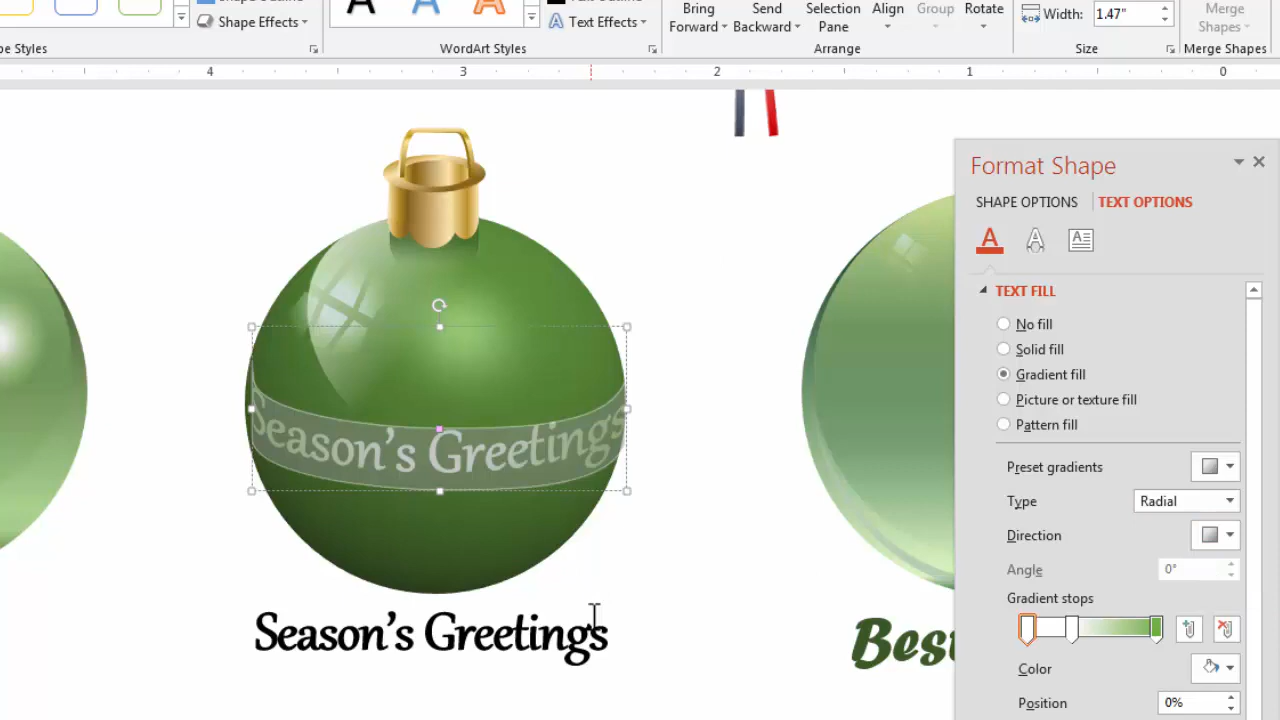 Shape Effects
Text Effects
Bring
Forward
Send
Backward
Selection
Pane
Align
Group
Rotate
Width: 1.47"
Merge
Shapes
pe Styles
WordArt Styles
Arrange
Size
Merge Shapes
4 3 2 1 0
Format Shape
SHAPE OPTIONS TEXT OPTIONS
TEXT FILL
No fill
Solid fill
Gradient fill
Picture or texture fill
Pattern fill
Preset gradients
Type Radial
Direction
Angle 0°
Gradient stops
Color
Position 0%
Season's Greetings
Season's Greetings
Best